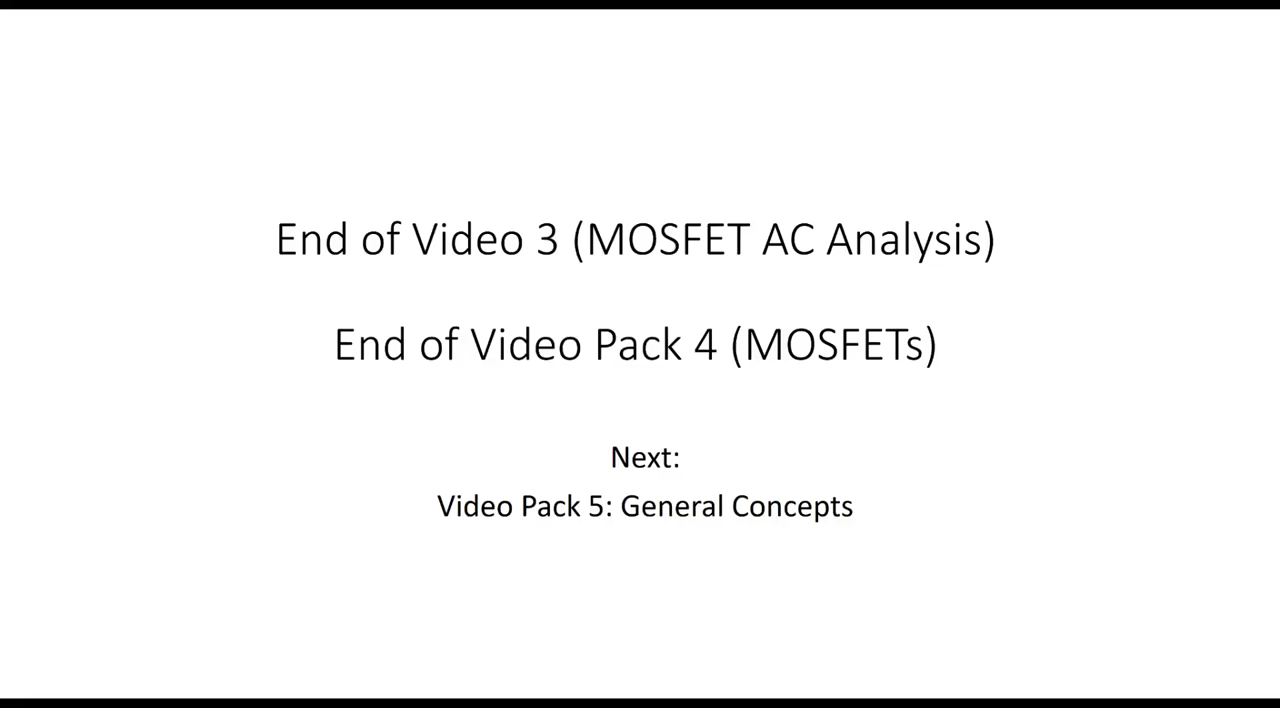 End of Video 3 (MOSFET AC Analysis)
End of Video Pack 4 (MOSFETs)
Next:
Video Pack 5: General Concepts